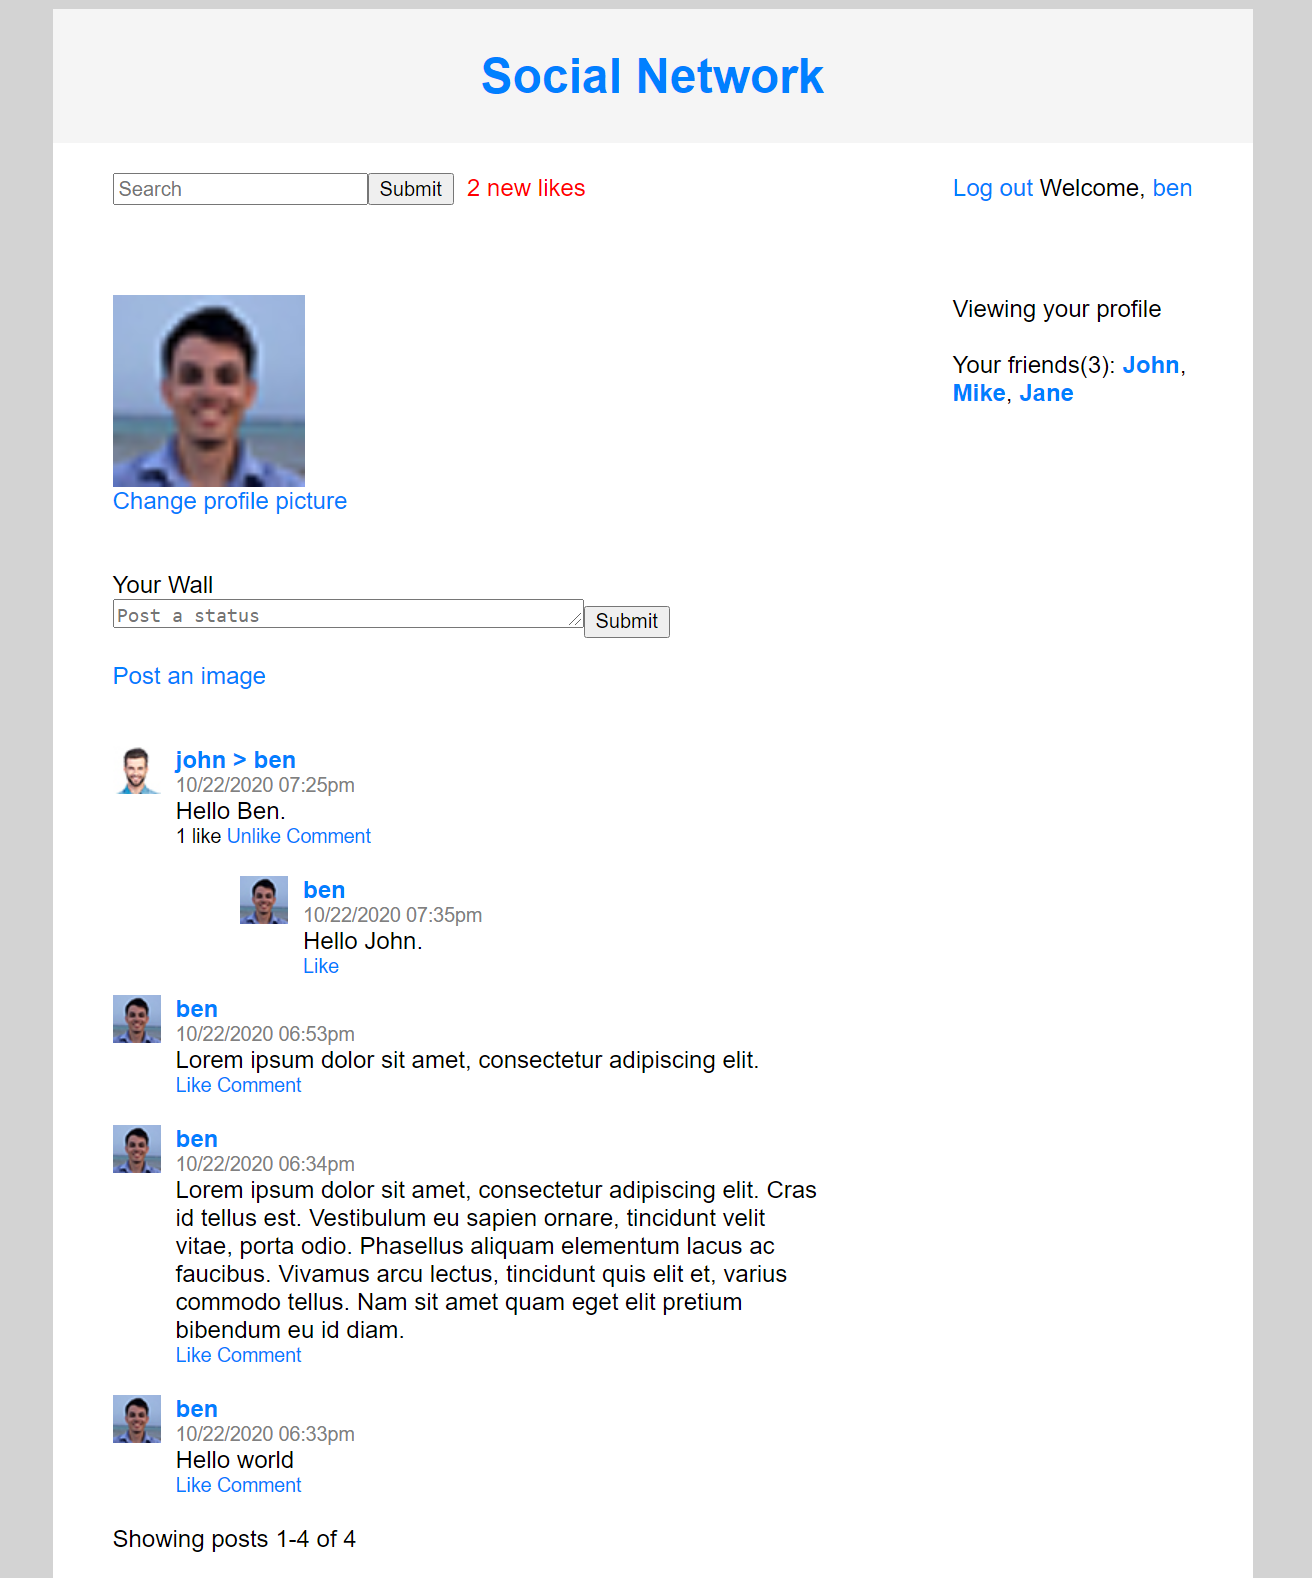 Social Network
Search Submit 2 new likes Log out Welcome, ben
Viewing your profile
Your friends(3): John,
Mike, Jane
Change profile picture
Your Wall
Post a status Submit
Post an image
john > ben
10/22/2020 07:25pm
Hello Ben.
1 like Unlike Comment
ben
10/22/2020 07:35pm
Hello John.
Like
ben
10/22/2020 06:53pm
Lorem ipsum dolor sit amet, consectetur adipiscing elit.
Like Comment
ben
10/22/2020 06:34pm
Lorem ipsum dolor sit amet, consectetur adipiscing elit. Cras
id tellus est. Vestibulum eu sapien ornare, tincidunt velit
vitae, porta odio. Phasellus aliquam elementum lacus ac
faucibus. Vivamus arcu lectus, tincidunt quis elit et, varius
commodo tellus. Nam sit amet quam eget elit pretium
bibendum eu id diam.
Like Comment
ben
10/22/2020 06:33pm
Hello world
Like Comment
Showing posts 1-4 of 4